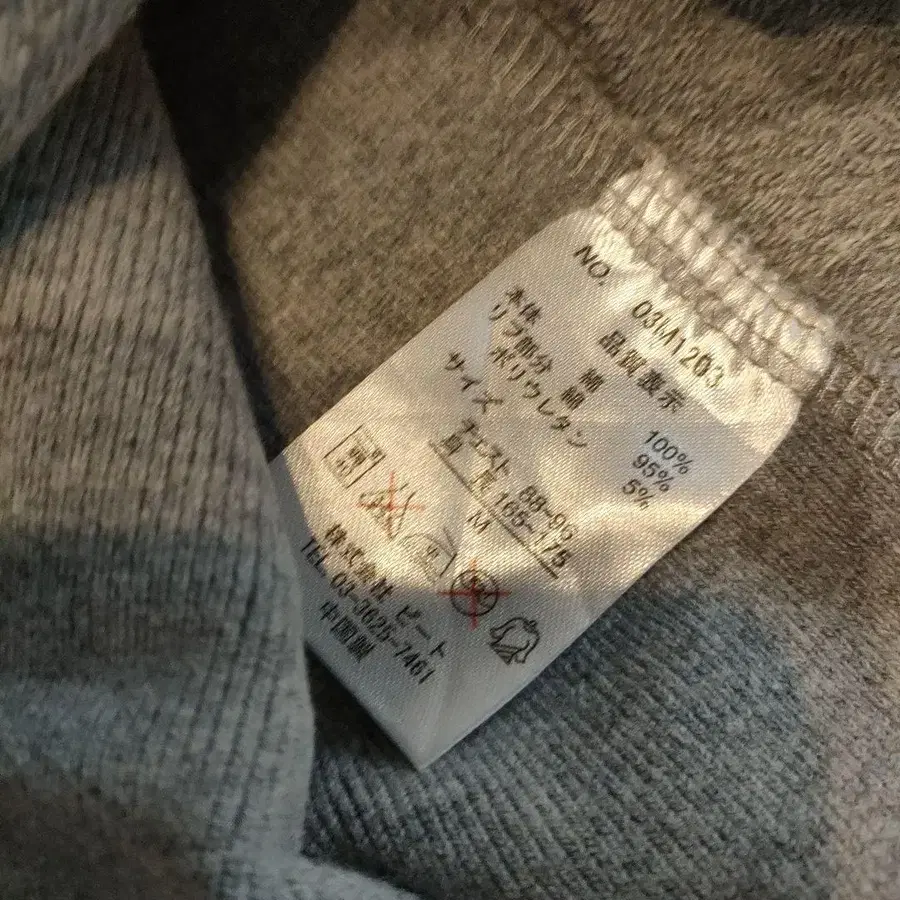 NO. 03M1203
品質表示
本体 綿 100%
リブ部分 綿 95%
ポリウレタン 5%
サイズ
チェスト 88~96
身長 165~175
M
株式会社 ビート
TEL 03-3625-7461
中国製